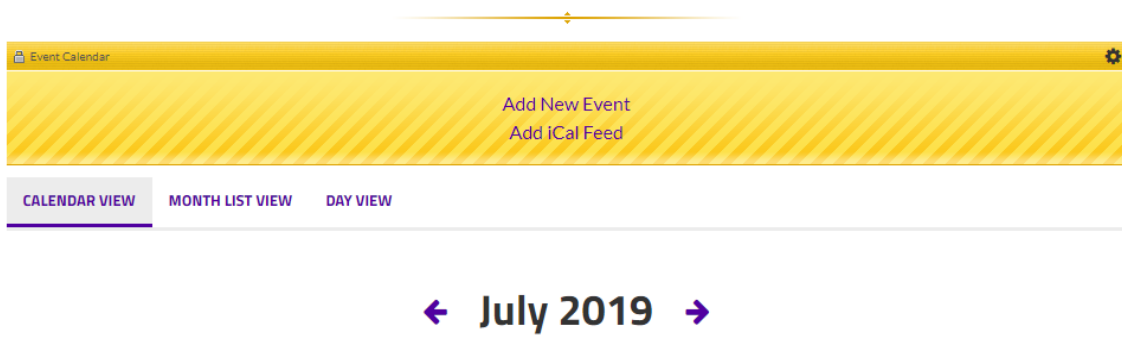 Event Calendar
Add New Event
Add iCal Feed
CALENDAR VIEW MONTH LIST VIEW DAY VIEW
July 2019